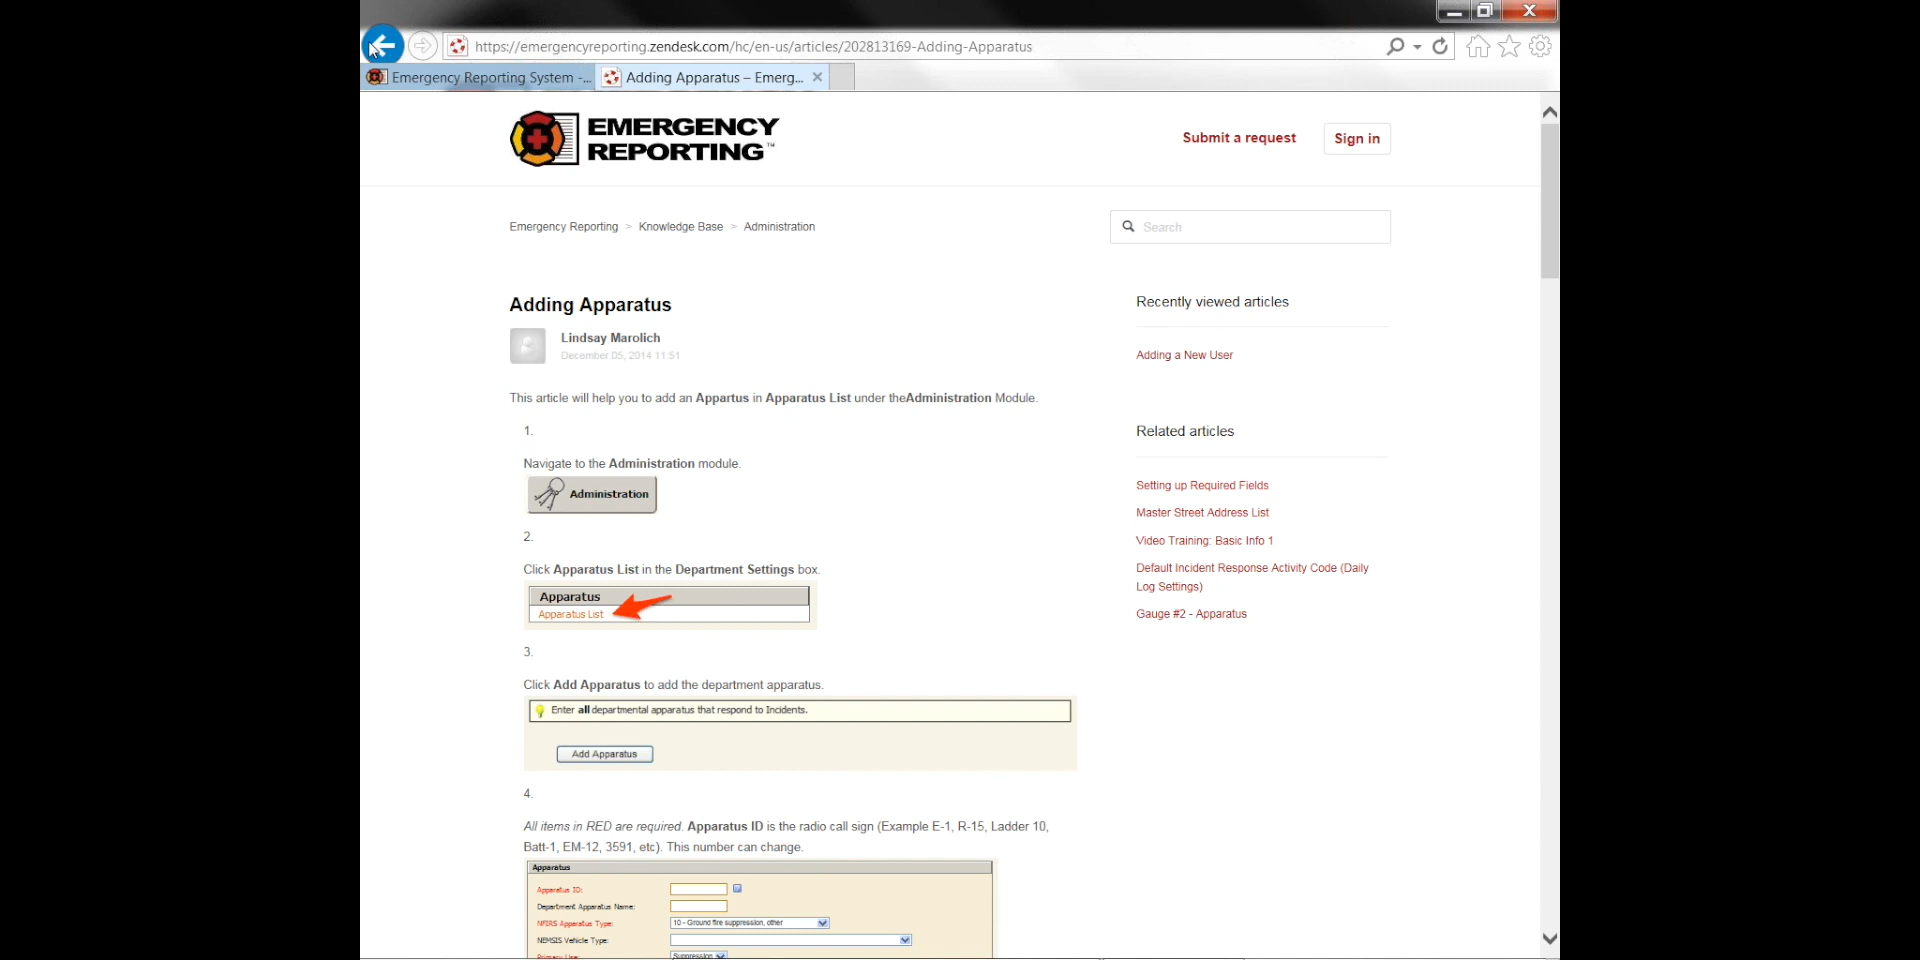 https://emergencyreporting.zendesk.com/hc/en-us/articles/202813169-Adding-Apparatus
Emergency Reporting System -...
Adding Apparatus – Emerg...
EMERGENCY
REPORTING™
Submit a request
Sign in
Emergency Reporting > Knowledge Base > Administration
Search
Adding Apparatus
Lindsay Marolich
December 05, 2014 11:51
This article will help you to add an Appartus in Apparatus List under theAdministration Module.
1.
Navigate to the Administration module.
Administration
2.
Click Apparatus List in the Department Settings box.
Apparatus
Apparatus List
3.
Click Add Apparatus to add the department apparatus.
Enter all departmental apparatus that respond to Incidents.
Add Apparatus
4.
All items in RED are required. Apparatus ID is the radio call sign (Example E-1, R-15, Ladder 10,
Batt-1, EM-12, 3591, etc). This number can change.
Apparatus
Apparatus ID:
Department Apparatus Name:
NFIRS Apparatus Type:
10 - Ground fire suppression, other
NEMSIS Vehicle Type:
Primary Use:
Suppression
Recently viewed articles
Adding a New User
Related articles
Setting up Required Fields
Master Street Address List
Video Training: Basic Info 1
Default Incident Response Activity Code (Daily
Log Settings)
Gauge #2 - Apparatus